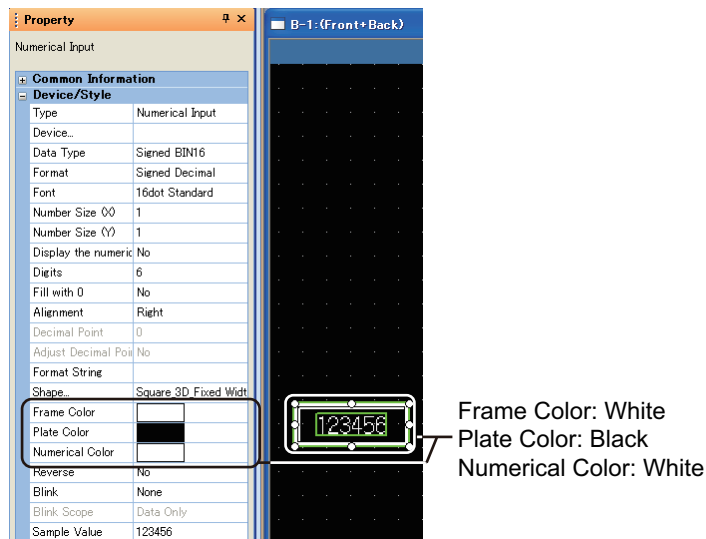 Property
Numerical Input
Common Information
Device/Style
Type Numerical Input
Device...
Data Type Signed BIN16
Format Signed Decimal
Font 16dot Standard
Number Size (X) 1
Number Size (Y) 1
Display the numeric No
Digits 6
Fill with 0 No
Alignment Right
Decimal Point 0
Adjust Decimal Poi No
Format String
Shape... Square_3D_Fixed Widt
Frame Color
Plate Color
Numerical Color
Reverse No
Blink None
Blink Scope Data Only
Sample Value 123456
B-1:(Front+Back)
123456
Frame Color: White
Plate Color: Black
Numerical Color: White